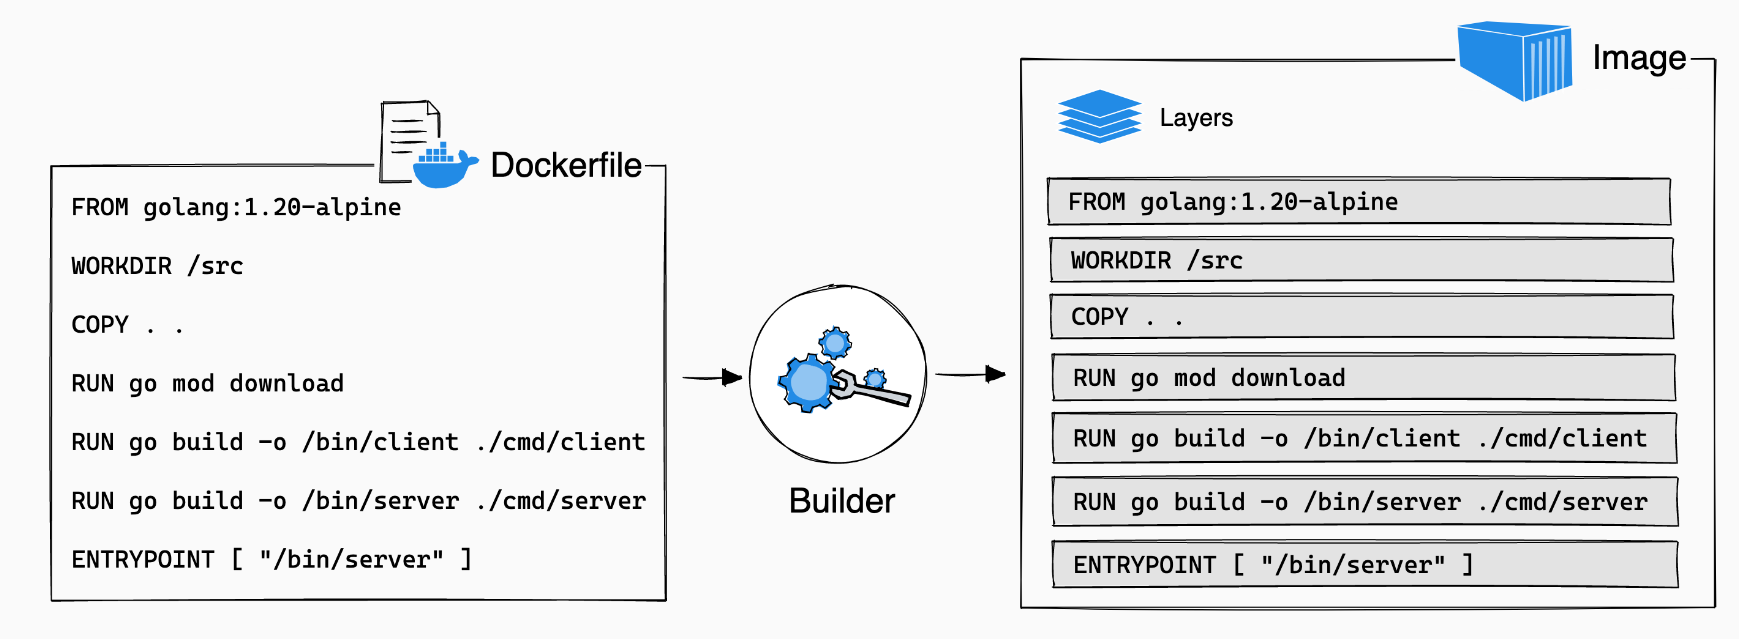 Dockerfile
FROM golang:1.20-alpine
WORKDIR /src
COPY . .
RUN go mod download
RUN go build -o /bin/client ./cmd/client
RUN go build -o /bin/server ./cmd/server
ENTRYPOINT [ "/bin/server" ]
Builder
Image
Layers
FROM golang:1.20-alpine
WORKDIR /src
COPY . .
RUN go mod download
RUN go build -o /bin/client ./cmd/client
RUN go build -o /bin/server ./cmd/server
ENTRYPOINT [ "/bin/server" ]